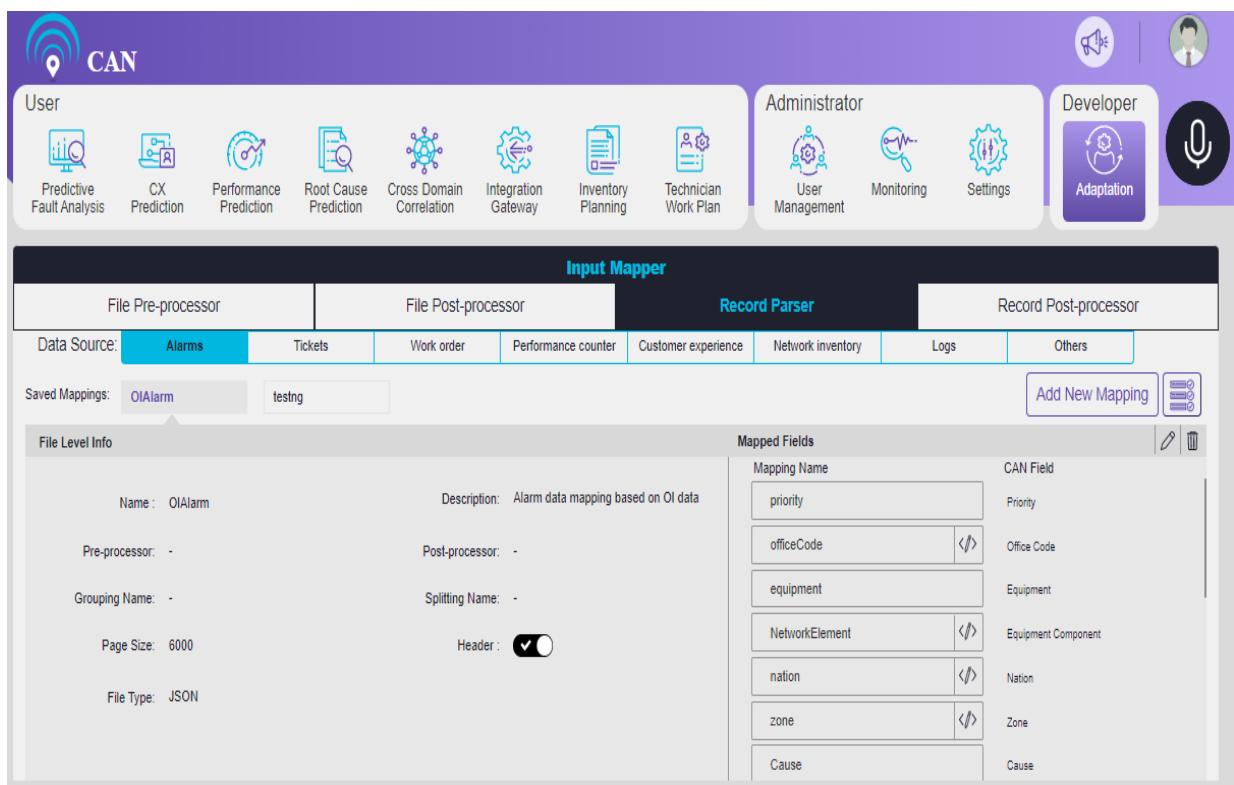 CAN
User
Administrator
Developer
Predictive Fault Analysis
CX Prediction
Performance Prediction
Root Cause Prediction
Cross Domain Correlation
Integration Gateway
Inventory Planning
Technician Work Plan
User Management
Monitoring
Settings
Adaptation
Input Mapper
File Pre-processor
File Post-processor
Record Parser
Record Post-processor
Data Source: Alarms Tickets Work order Performance counter Customer experience Network inventory Logs Others
Saved Mappings: OIAlarm testng Add New Mapping
File Level Info
Name : OIAlarm
Description: Alarm data mapping based on OI data
Pre-processor: -
Post-processor: -
Grouping Name: -
Splitting Name: -
Page Size: 6000
Header :
File Type: JSON
Mapped Fields
Mapping Name CAN Field
priority Priority
officeCode </> Office Code
equipment Equipment
NetworkElement </> Equipment Component
nation </> Nation
zone </> Zone
Cause Cause